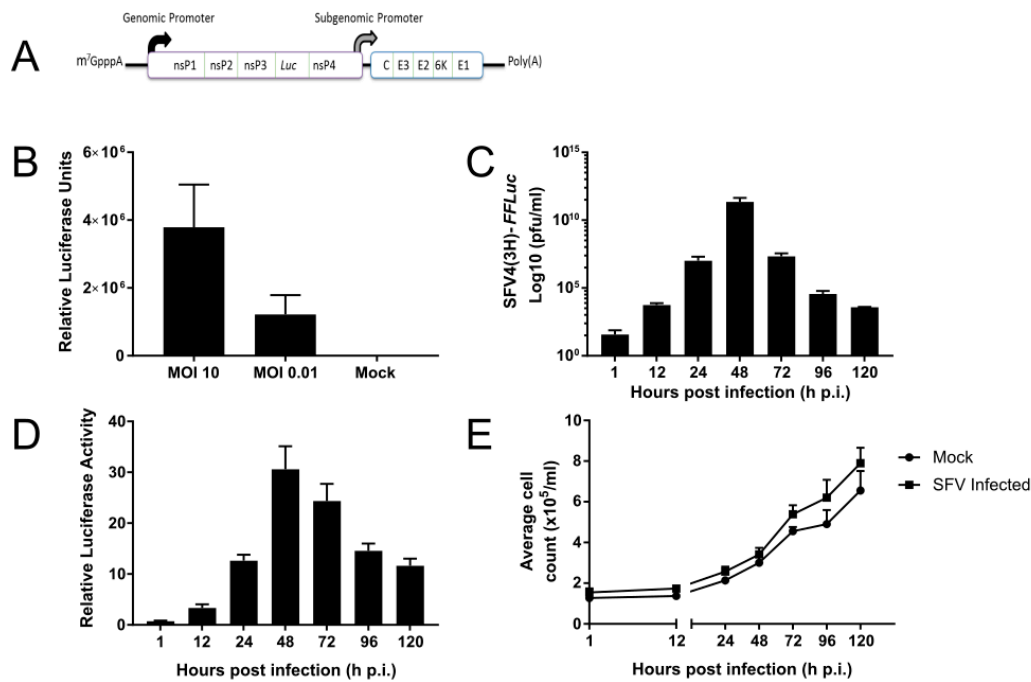 A
Genomic Promoter
Subgenomic Promoter
m⁷GpppA
nsP1 nsP2 nsP3 Luc nsP4
C E3 E2 6K E1
Poly(A)
B
Relative Luciferase Units
6×10⁶
4×10⁶
2×10⁶
0
MOI 10 MOI 0.01 Mock
C
SFV4(3H)-FFLuc
Log10 (pfu/ml)
10¹⁵
10¹⁰
10⁵
10⁰
1 12 24 48 72 96 120
Hours post infection (h p.i.)
D
Relative Luciferase Activity
40
30
20
10
0
1 12 24 48 72 96 120
Hours post infection (h p.i.)
E
Average cell
count (x10⁵/ml)
10
8
6
4
2
0
1 12 24 48 72 96 120
Hours post infection (h p.i.)
Mock
SFV Infected